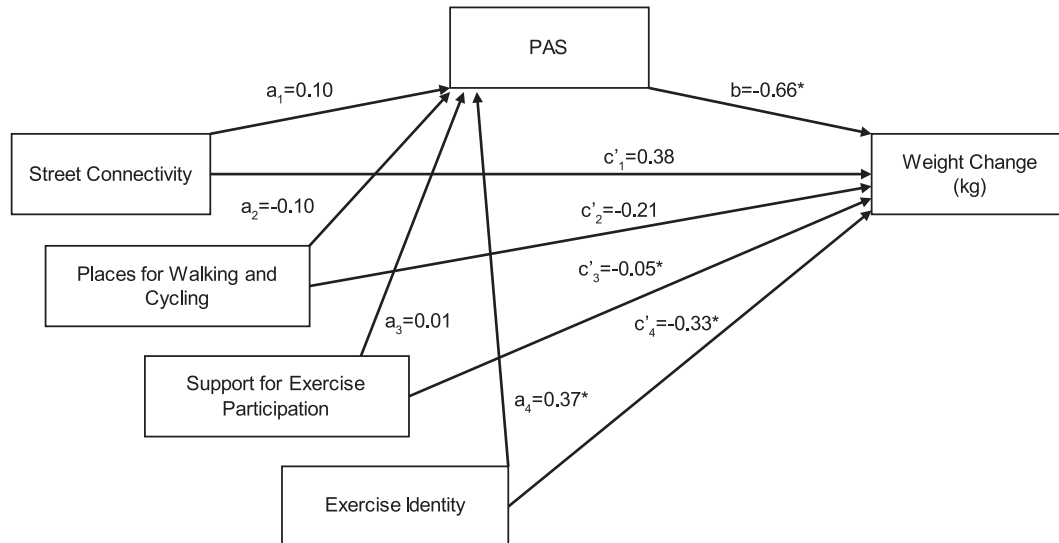 PAS
a₁=0.10
b=-0.66*
Street Connectivity
c'₁=0.38
Weight Change
(kg)
a₂=-0.10
c'₂=-0.21
Places for Walking and
Cycling
c'₃=-0.05*
a₃=0.01
c'₄=-0.33*
Support for Exercise
Participation
a₄=0.37*
Exercise Identity